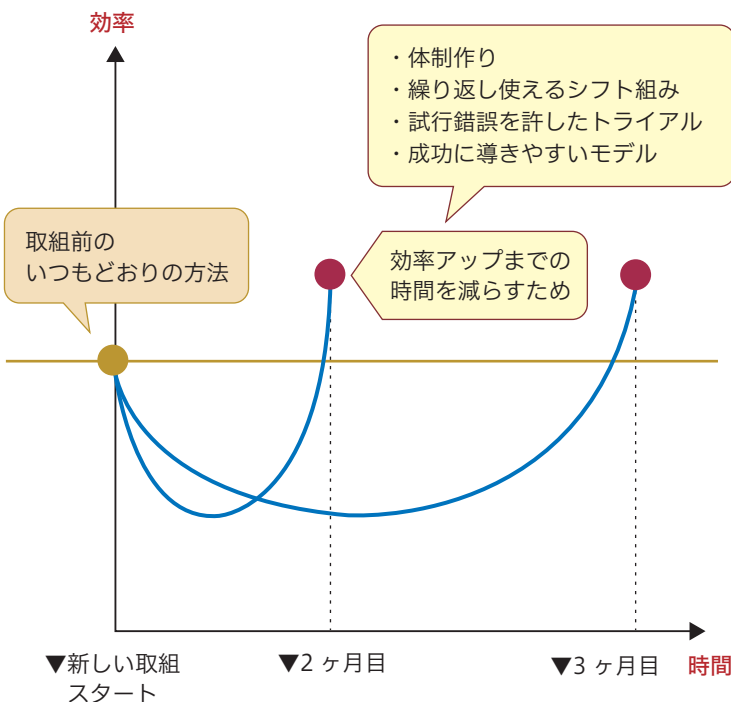 効率
・体制作り
・繰り返し使えるシフト組み
・試行錯誤を許したトライアル
・成功に導きやすいモデル
取組前の
いつもどおりの方法
効率アップまでの
時間を減らすため
▼新しい取組
スタート
▼2 ヶ月目
▼3 ヶ月目
時間